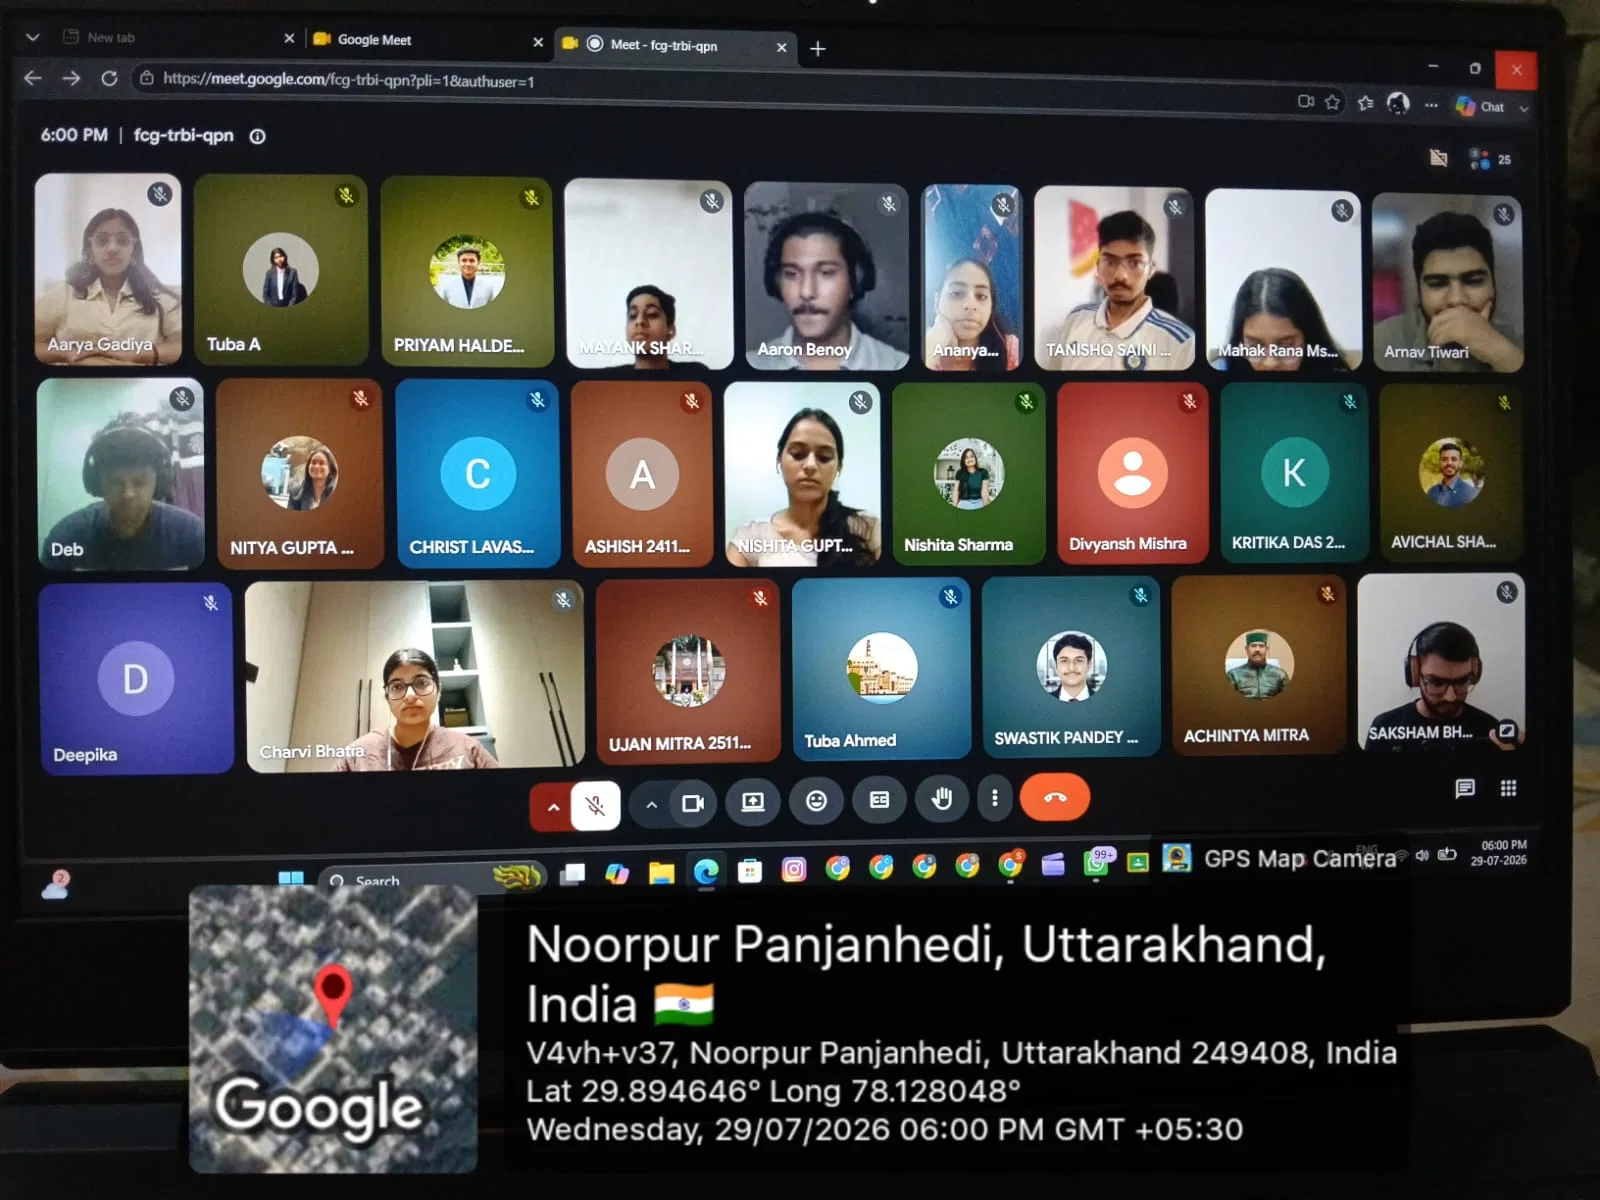 New tab
Google Meet
Meet - fcg-trbi-qpn
https://meet.google.com/fcg-trbi-qpn?pli=1&authuser=1
Chat
6:00 PM | fcg-trbi-qpn
25
Aarya Gadiya
Tuba A
PRIYAM HALDE...
MAYANK SHAR...
Aaron Benoy
Ananya...
TANISHQ SAINI ...
Mahak Rana Ms...
Arnav Tiwari
Deb
NITYA GUPTA ...
C
CHRIST LAVAS...
A
ASHISH 2411...
NISHITA GUPT...
Nishita Sharma
Divyansh Mishra
K
KRITIKA DAS 2...
AVICHAL SHA...
D
Deepika
Charvi Bhatia
UJAN MITRA 2511...
Tuba Ahmed
SWASTIK PANDEY ...
ACHINTYA MITRA
SAKSHAM BH...
2
Search
99+
GPS Map Camera
ENG
06:00 PM
29-07-2026
Google
Noorpur Panjanhedi, Uttarakhand,
India
V4vh+v37, Noorpur Panjanhedi, Uttarakhand 249408, India
Lat 29.894646° Long 78.128048°
Wednesday, 29/07/2026 06:00 PM GMT +05:30